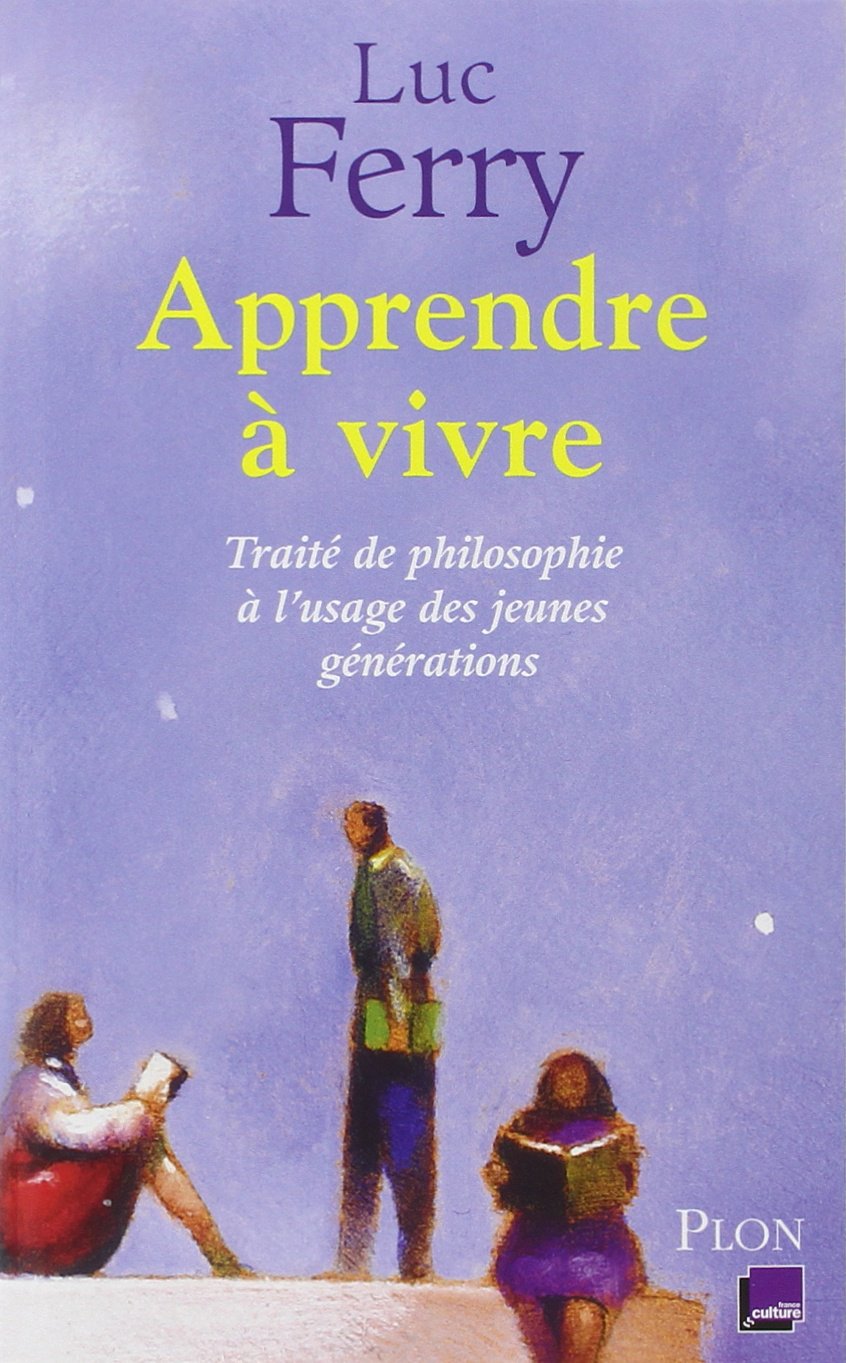 Luc
Ferry
Apprendre
à vivre
Traité de philosophie
à l'usage des jeunes
générations
PLON
france
culture